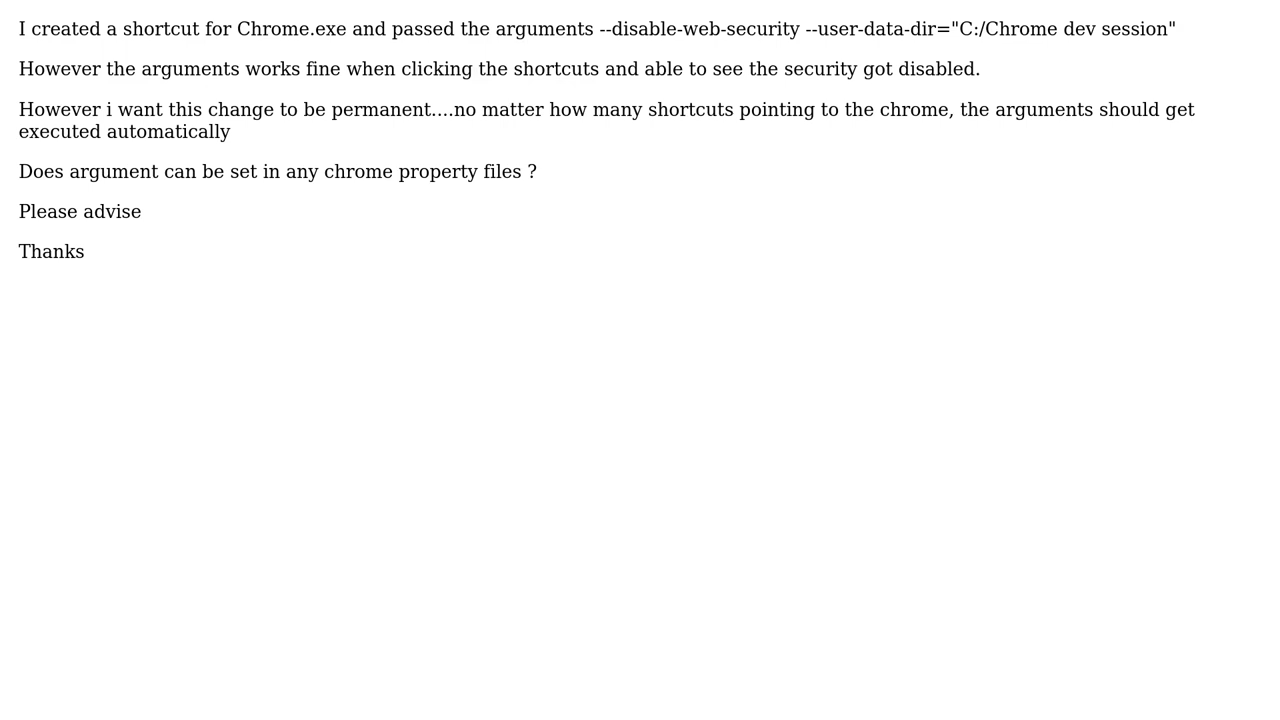 I created a shortcut for Chrome.exe and passed the arguments --disable-web-security --user-data-dir="C:/Chrome dev session"
However the arguments works fine when clicking the shortcuts and able to see the security got disabled.
However i want this change to be permanent....no matter how many shortcuts pointing to the chrome, the arguments should get
executed automatically
Does argument can be set in any chrome property files ?
Please advise
Thanks